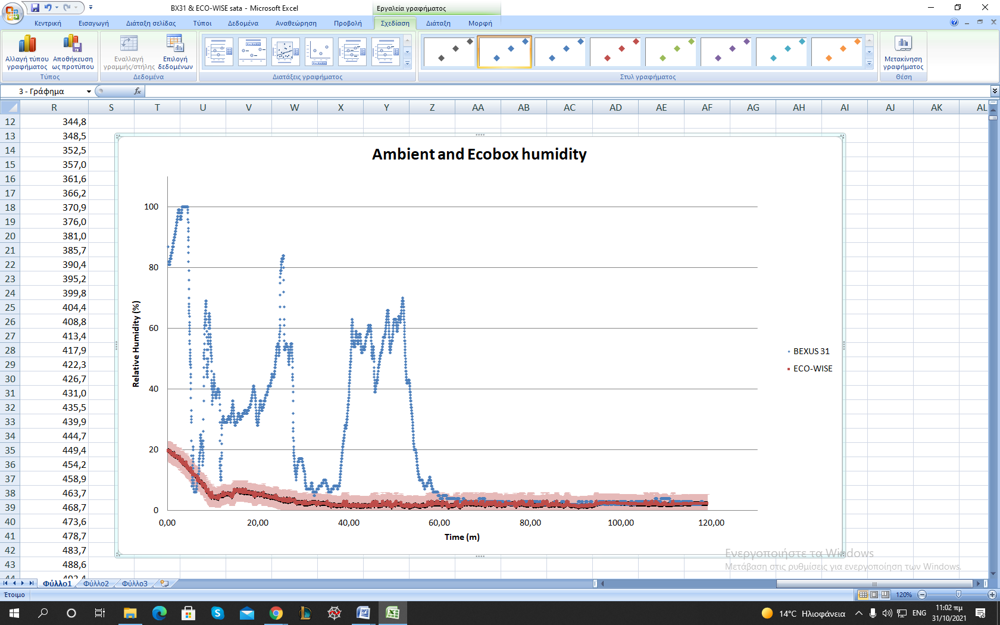 BX31 & ECO-WISE sata - Microsoft Excel
Εργαλεία γραφήματος
Κεντρική
Εισαγωγή
Διάταξη σελίδας
Τύποι
Δεδομένα
Αναθεώρηση
Προβολή
Σχεδίαση
Διάταξη
Μορφή
Αλλαγή τύπου γραφήματος
Αποθήκευση ως προτύπου
Εναλλαγή γραμμής/στήλης
Επιλογή δεδομένων
Μετακίνηση γραφήματος
Τύπος
Δεδομένα
Διατάξεις γραφήματος
Στυλ γραφήματος
Θέση
3 - Γράφημα
fx
R S T U V W X Y Z AA AB AC AD AE AF AG AH AI AJ AK AL
12 344,8
13 348,5
14 352,5
15 357,0
16 361,6
17 366,2
18 370,9
19 376,0
20 381,0
21 385,7
22 390,4
23 395,2
24 399,8
25 404,4
26 408,8
27 413,4
28 417,9
29 422,3
30 426,7
31 431,0
32 435,5
33 439,9
34 444,7
35 449,4
36 454,2
37 458,9
38 463,7
39 468,7
40 473,6
41 478,7
42 483,7
43 488,6
Ambient and Ecobox humidity
Relative Humidity (%)
100
80
60
40
20
0
0,00 20,00 40,00 60,00 80,00 100,00 120,00
Time (m)
BEXUS 31
ECO-WISE
Ενεργοποιήστε τα Windows
Μετάβαση στις ρυθμίσεις για ενεργοποίηση των Windows.
Φύλλο1 Φύλλο2 Φύλλο3
Έτοιμο
120%
14°C Ηλιοφάνεια
ENG
11:02 πμ
31/10/2021